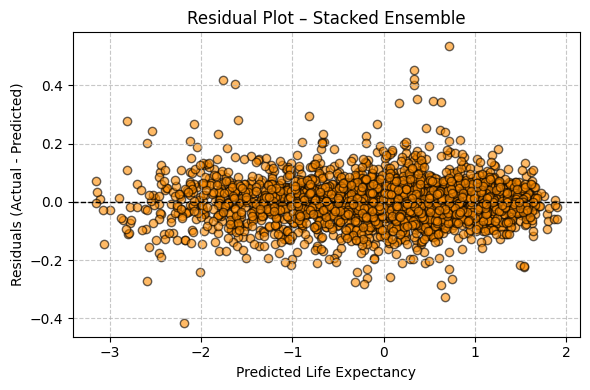 Residual Plot – Stacked Ensemble
Residuals (Actual - Predicted)
0.4
0.2
0.0
−0.2
−0.4
−3 −2 −1 0 1 2
Predicted Life Expectancy